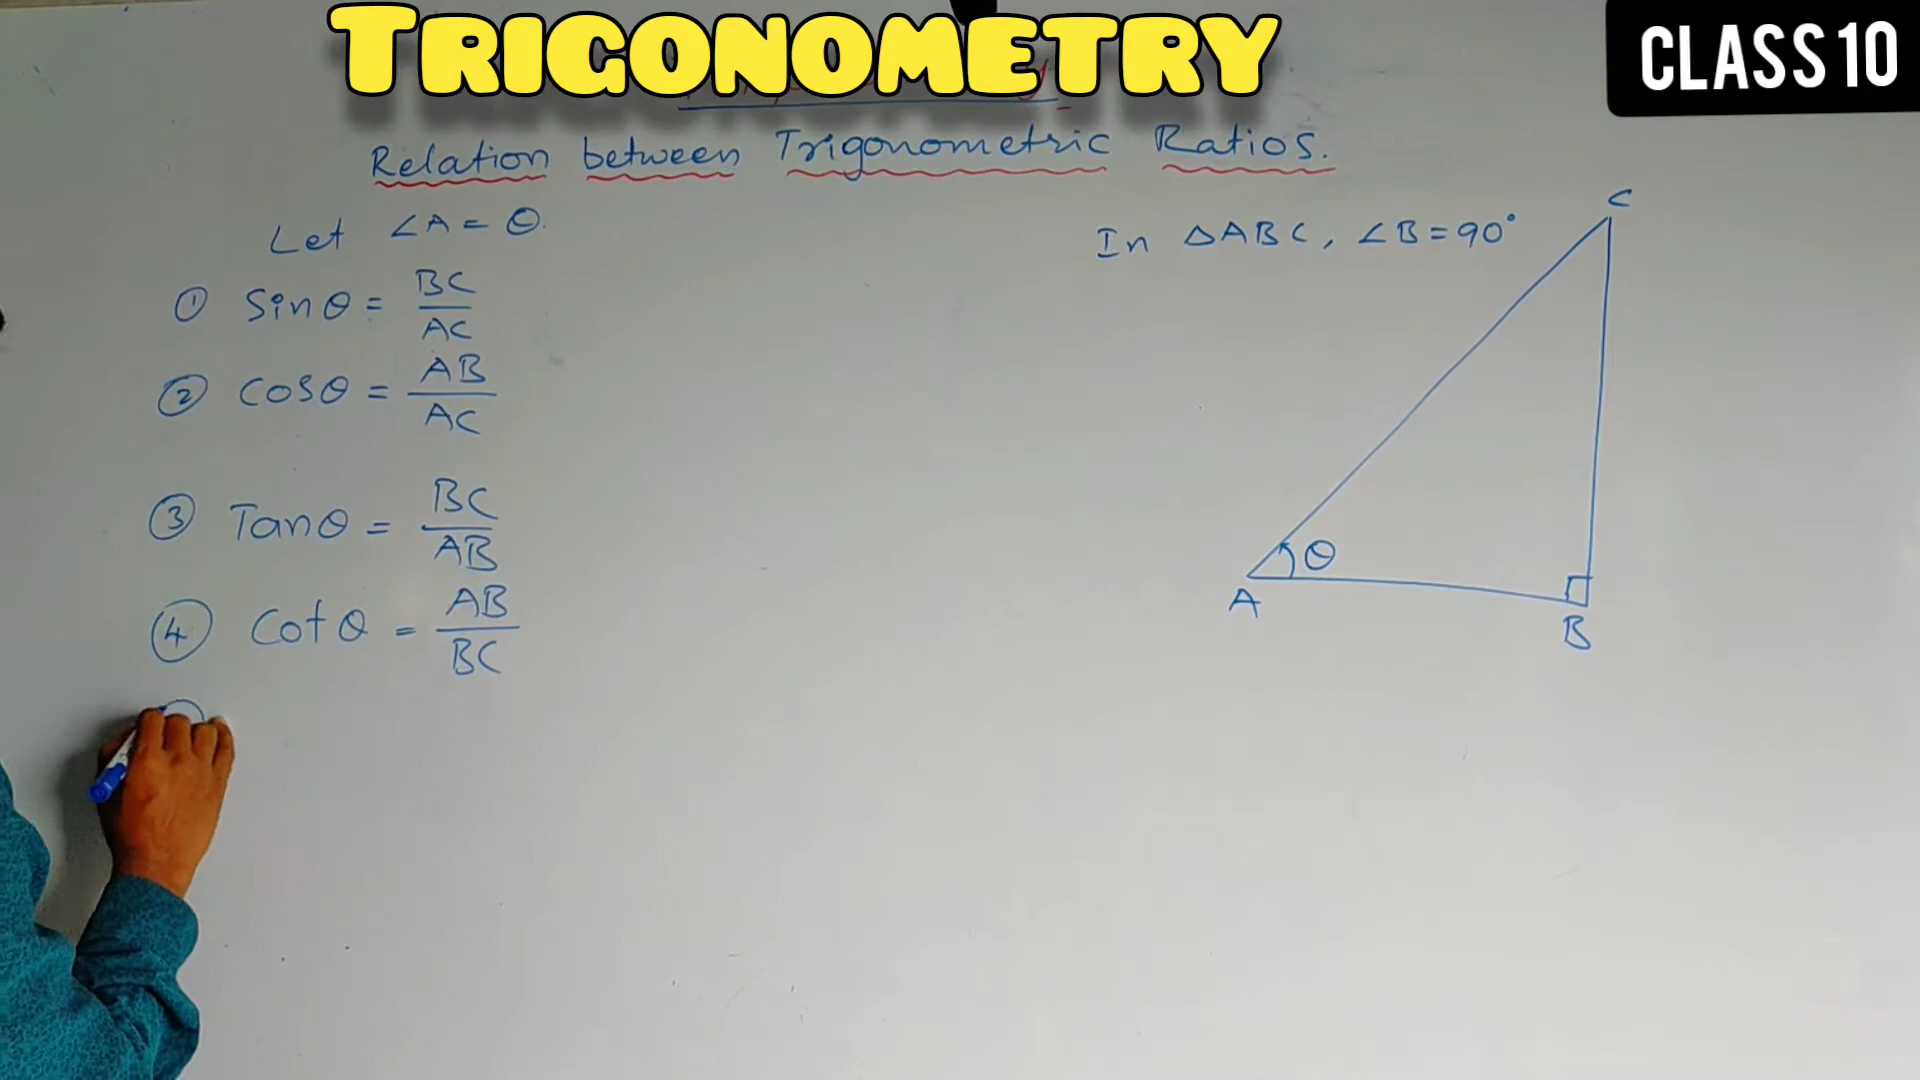 TRIGONOMETRY
CLASS 10
Relation between Trigonometric Ratios.
Let ∠A = θ.
In △ABC, ∠B = 90°
① Sinθ = BC/AC
② Cosθ = AB/AC
③ Tanθ = BC/AB
④ Cotθ = AB/BC
C
θ
A
B